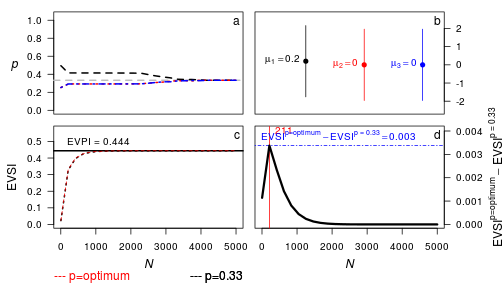 a
p
1.0
0.8
0.6
0.4
0.2
0.0
b
μ1=0.2
μ2=0
μ3=0
2
1
0
-1
-2
c
EVPI = 0.444
EVSI
0.5
0.4
0.3
0.2
0.1
0.0
0 1000 2000 3000 4000 5000
N
d
211
EVSI^p=optimum − EVSI^p = 0.33 = 0.003
0.004
0.003
0.002
0.001
0.000
EVSI^p=optimum − EVSI^p = 0.33
0 1000 2000 3000 4000 5000
N
--- p=optimum
--- p=0.33